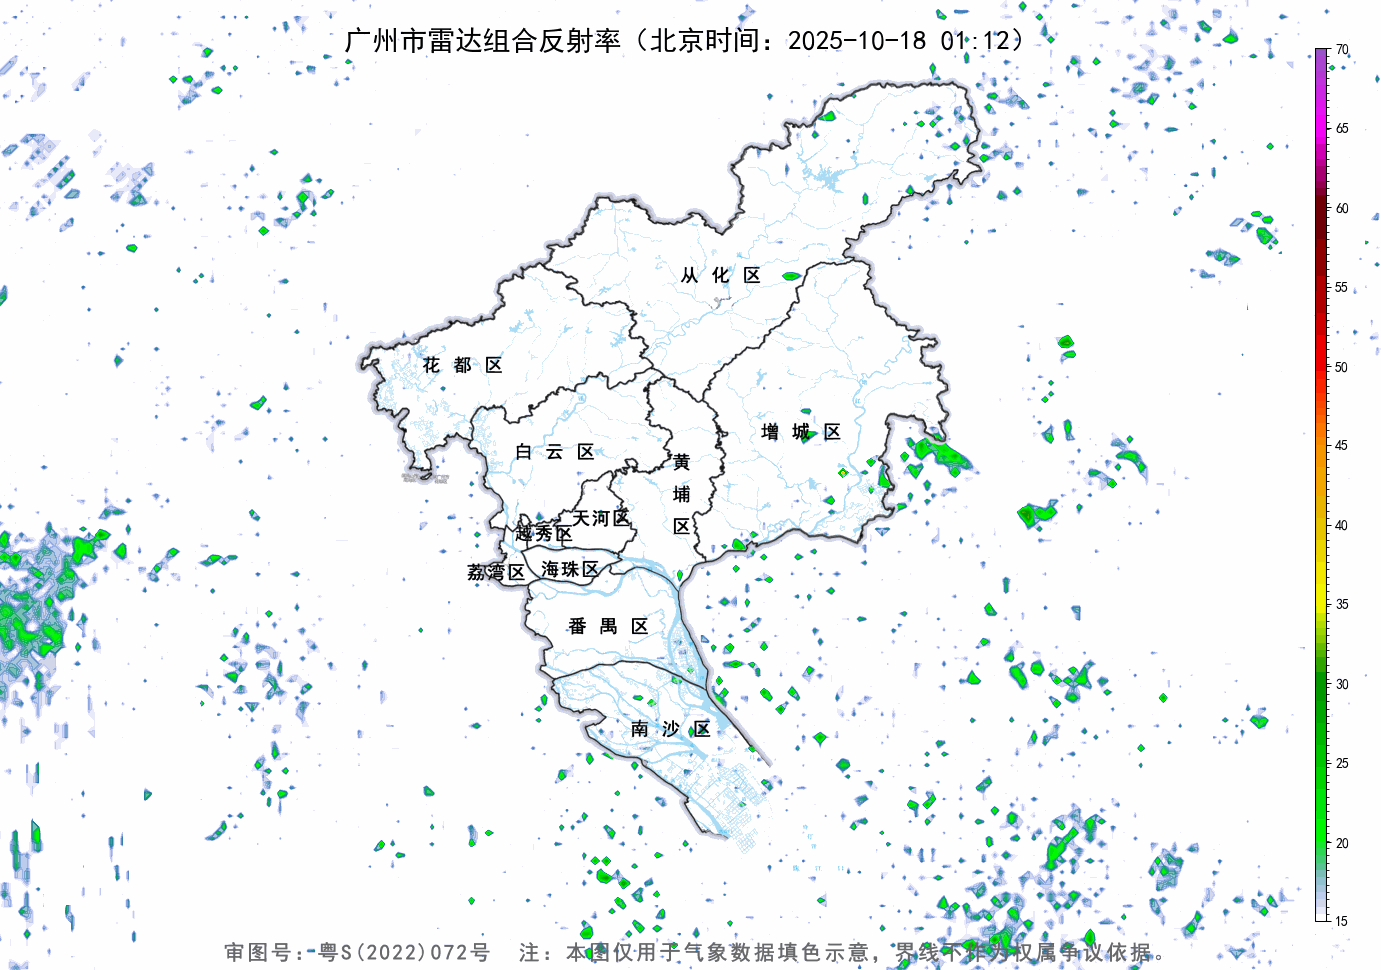 广州市雷达组合反射率（北京时间：2025-10-18 01:12）
70
65
60
55
50
45
40
35
30
25
20
15
从化区
花都区
增城区
白云区
黄埔区
天河区
越秀区
海珠区
荔湾区
番禺区
南沙区
审图号：粤S(2022)072号 注：本图仅用于气象数据填色示意，界线不作为权属争议依据。